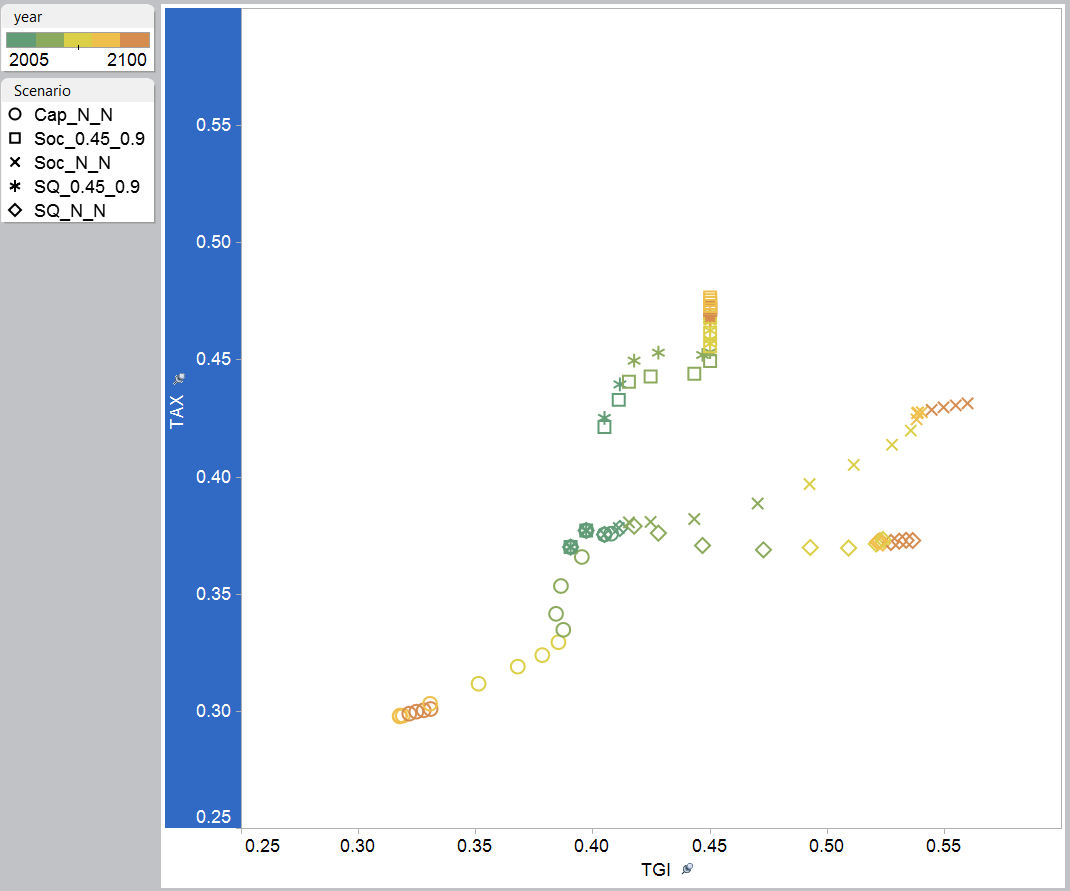 year
2005 2100
Scenario
Cap_N_N
Soc_0.45_0.9
Soc_N_N
SQ_0.45_0.9
SQ_N_N
TAX
0.55
0.50
0.45
0.40
0.35
0.30
0.25
0.25 0.30 0.35 0.40 0.45 0.50 0.55
TGI